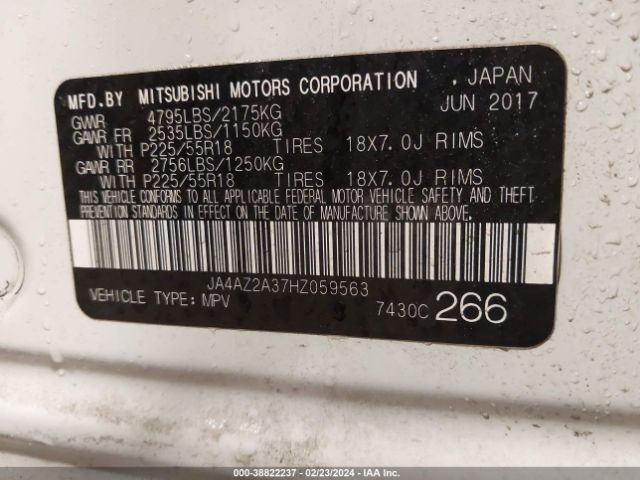 MFD.BY MITSUBISHI MOTORS CORPORATION , JAPAN
GVWR 4795LBS/2175KG JUN 2017
GAWR FR 2535LBS/1150KG
WITH P225/55R18 TIRES 18X7.0J RIMS
GAWR RR 2756LBS/1250KG
WITH P225/55R18 TIRES 18X7.0J RIMS
THIS VEHICLE CONFORMS TO ALL APPLICABLE FEDERAL MOTOR VEHICLE SAFETY AND THEFT
PREVENTION STANDARDS IN EFFECT ON THE DATE OF MANUFACTURE SHOWN ABOVE.
JA4AZ2A37HZ059563
VEHICLE TYPE: MPV 7430C 266
000-38822237 - 02/23/2024 - IAA Inc.